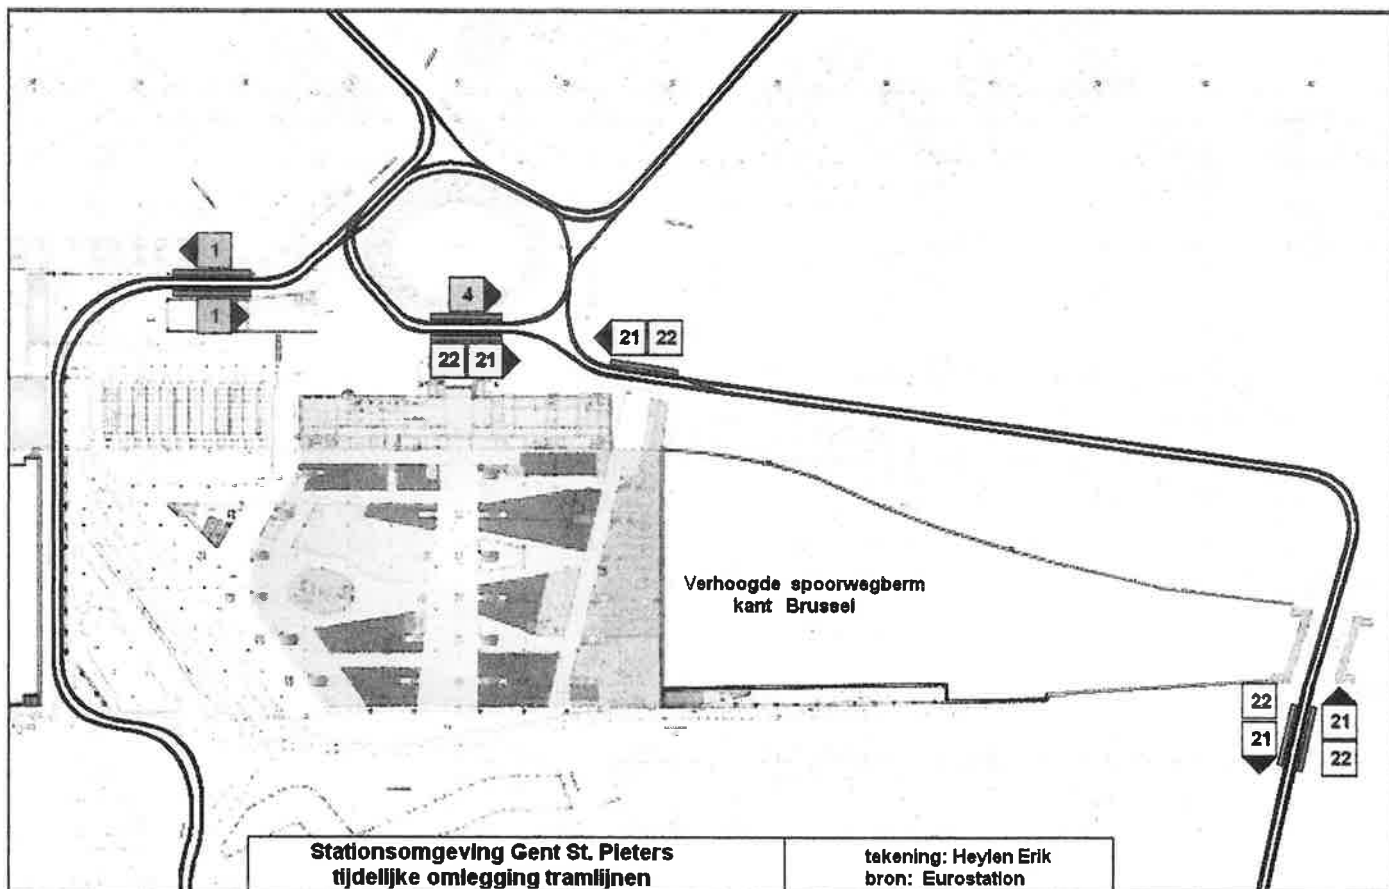 1
1
4
22 21
21 22
Verhoogde spoorwegberm
kant Brussel
22
21
21
22
Stationsomgeving Gent St. Pieters
tijdelijke omlegging tramlijnen
tekening: Heylen Erik
bron: Eurostation